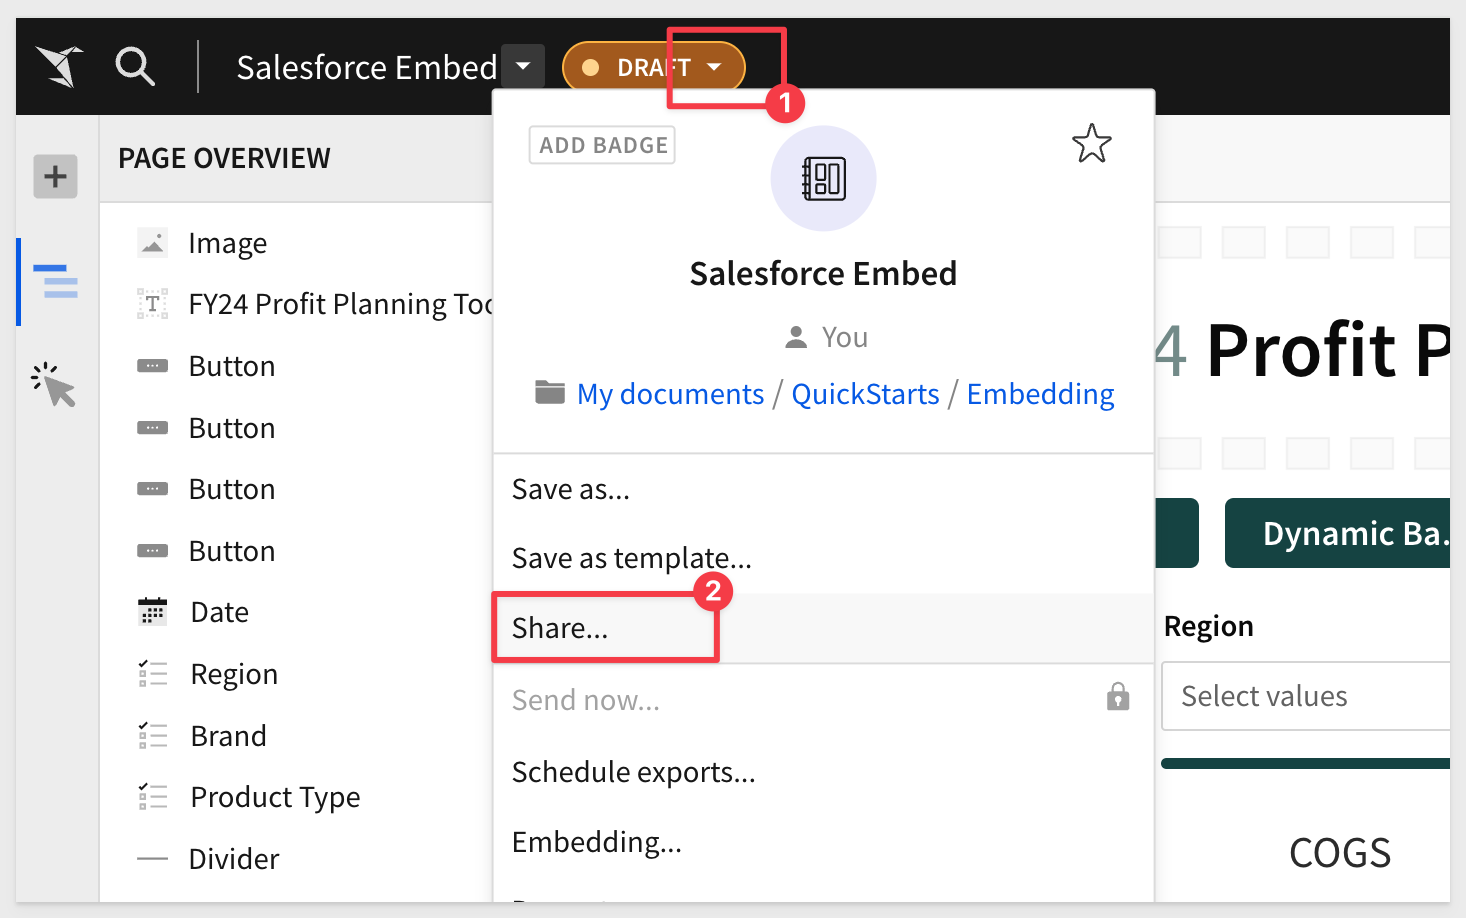 Salesforce Embed
DRAFT
1
PAGE OVERVIEW
Image
FY24 Profit Planning Too
Button
Button
Button
Button
Date
Region
Brand
Product Type
Divider
ADD BADGE
Salesforce Embed
You
My documents / QuickStarts / Embedding
Save as...
Save as template...
2
Share...
Send now...
Schedule exports...
Embedding...
4 Profit P
Dynamic Ba..
Region
Select values
COGS